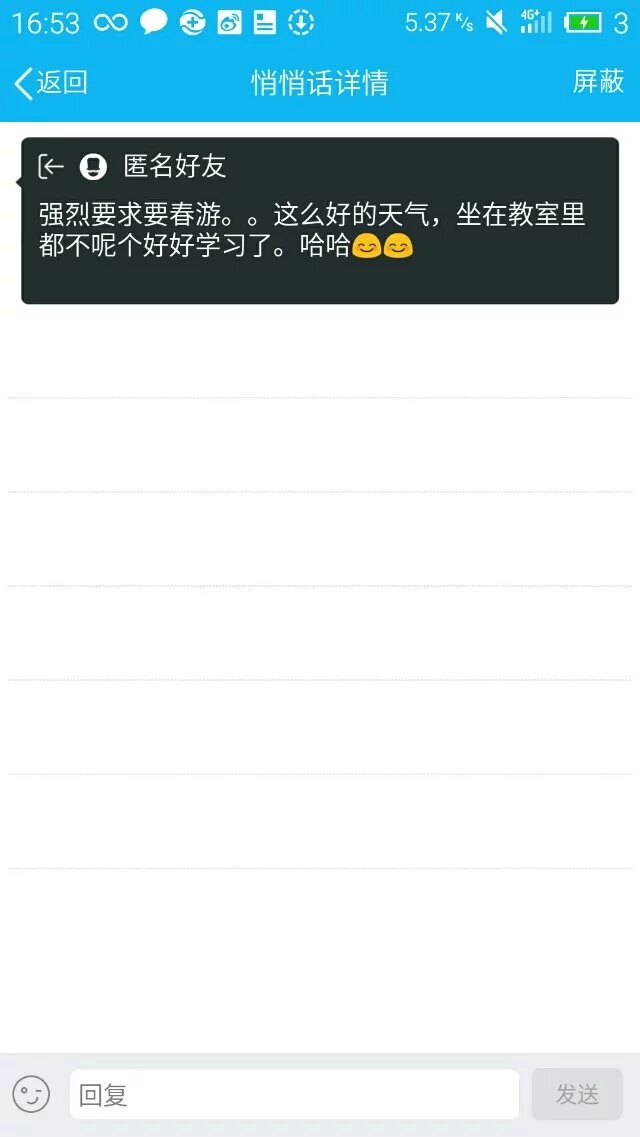 16:53 5.37 K/s 4G+ 3
返回 悄悄话详情 屏蔽
匿名好友
强烈要求要春游。。这么好的天气，坐在教室里
都不呢个好好学习了。哈哈😊😊
回复 发送